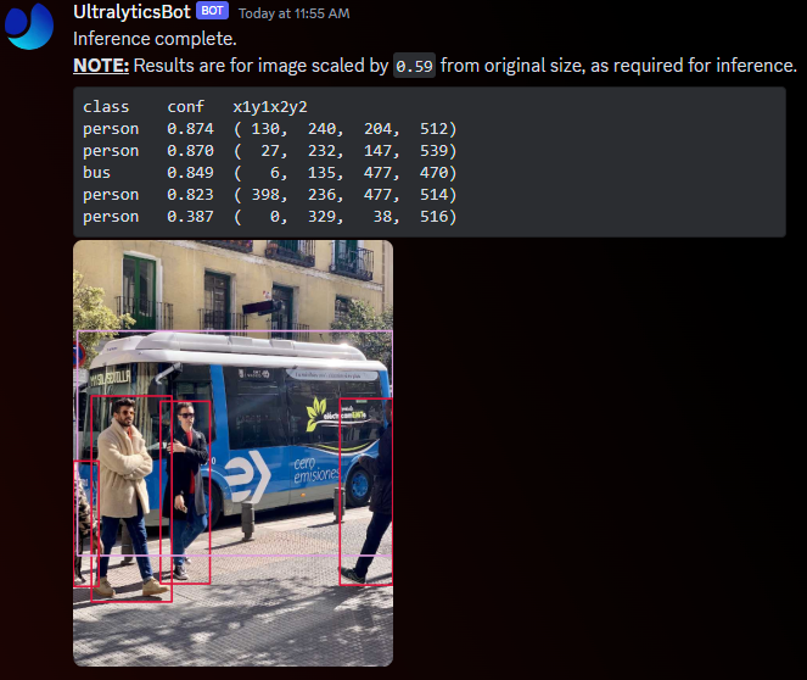 UltralyticsBot BOT Today at 11:55 AM
Inference complete.
NOTE: Results are for image scaled by 0.59 from original size, as required for inference.
class conf x1y1x2y2
person 0.874 ( 130, 240, 204, 512)
person 0.870 ( 27, 232, 147, 539)
bus 0.849 ( 6, 135, 477, 470)
person 0.823 ( 398, 236, 477, 514)
person 0.387 ( 0, 329, 38, 516)
cero
emisiones